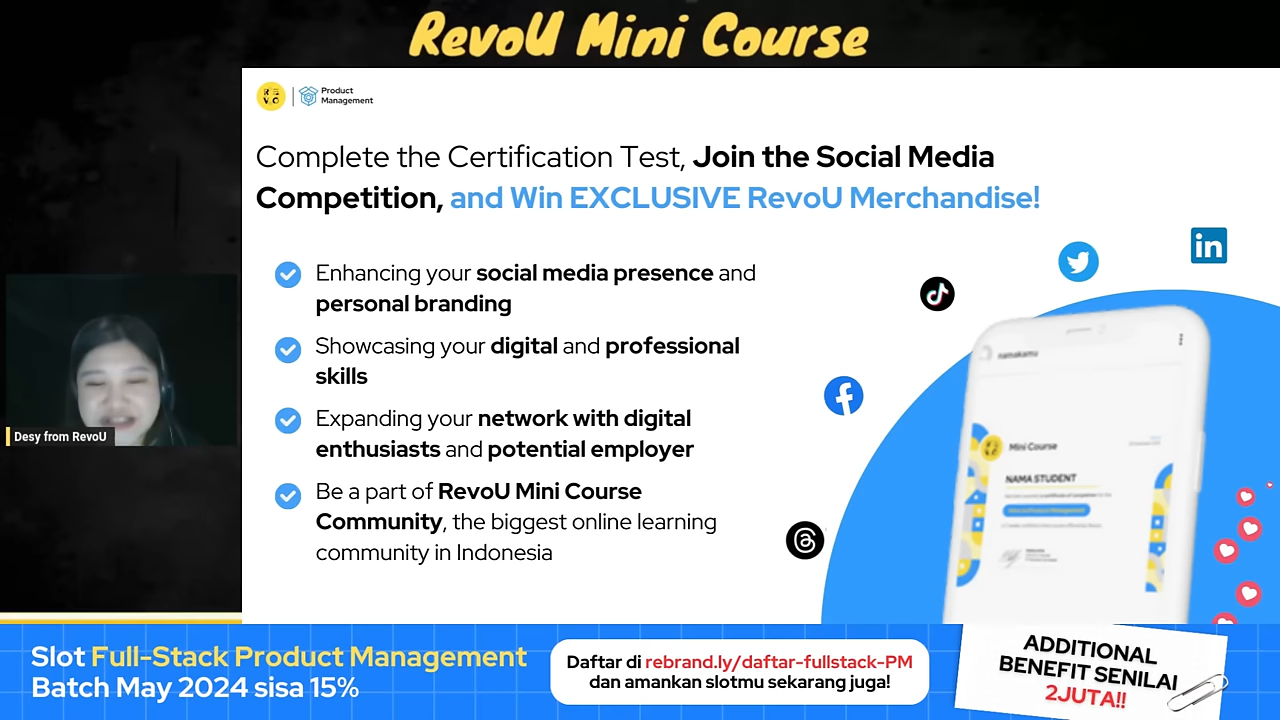 RevoU Mini Course
RE
VO
Product
Management
Complete the Certification Test, Join the Social Media
Competition, and Win EXCLUSIVE RevoU Merchandise!
Enhancing your social media presence and
personal branding
Showcasing your digital and professional
skills
Expanding your network with digital
enthusiasts and potential employer
Be a part of RevoU Mini Course
Community, the biggest online learning
community in Indonesia
in
namakamu
Mini Course
NAMA STUDENT
Desy from RevoU
Slot Full-Stack Product Management
Batch May 2024 sisa 15%
Daftar di rebrand.ly/daftar-fullstack-PM
dan amankan slotmu sekarang juga!
ADDITIONAL
BENEFIT SENILAI
2JUTA!!